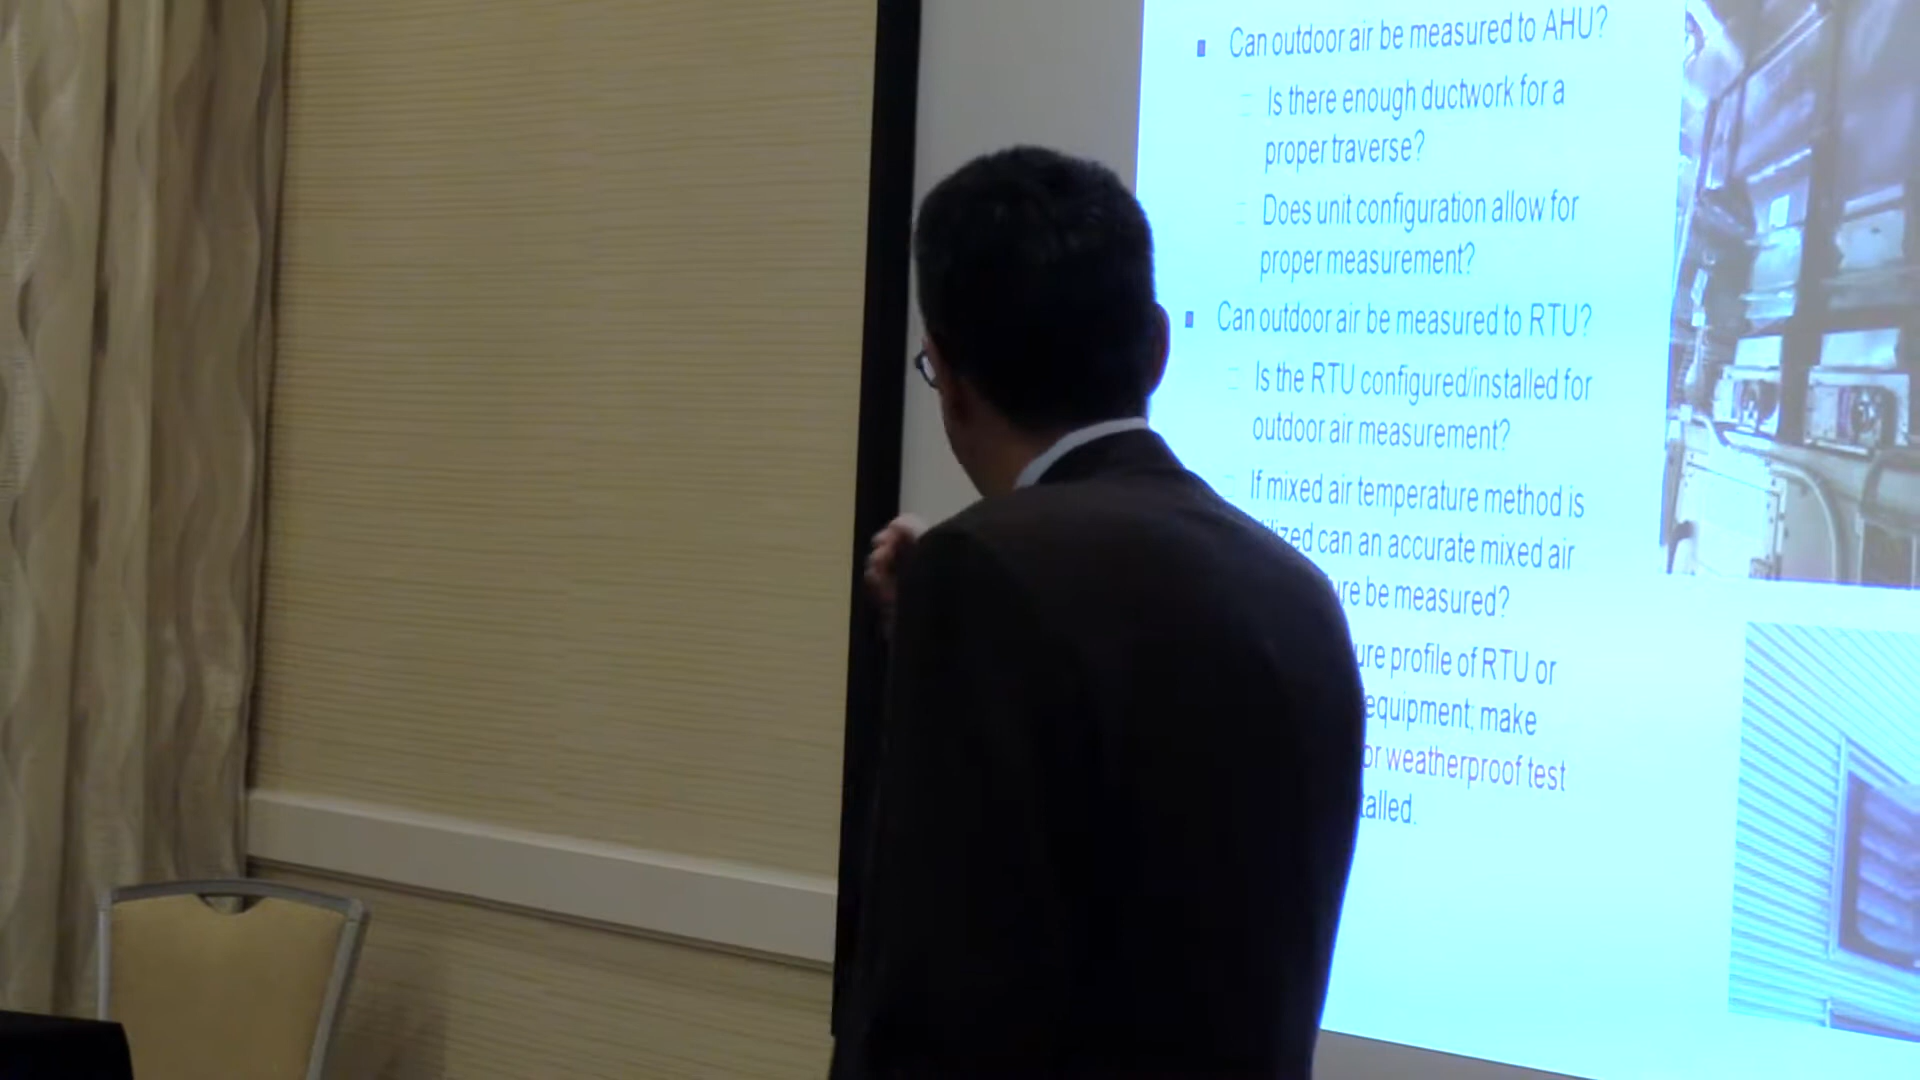 Can outdoor air be measured to AHU?
Is there enough ductwork for a
proper traverse?
Does unit configuration allow for
proper measurement?
Can outdoor air be measured to RTU?
Is the RTU configured/installed for
outdoor air measurement?
If mixed air temperature method is
can an accurate mixed air
be measured?
profile of RTU or
equipment; make
or weatherproof test